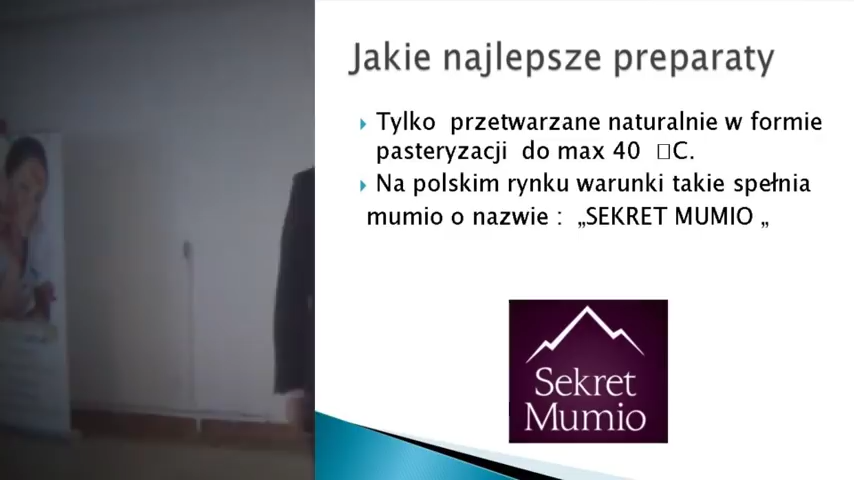 Jakie najlepsze preparaty
Tylko przetwarzane naturalnie w formie
pasteryzacji do max 40 □C.
Na polskim rynku warunki takie spełnia
mumio o nazwie : „SEKRET MUMIO „
Sekret
Mumio